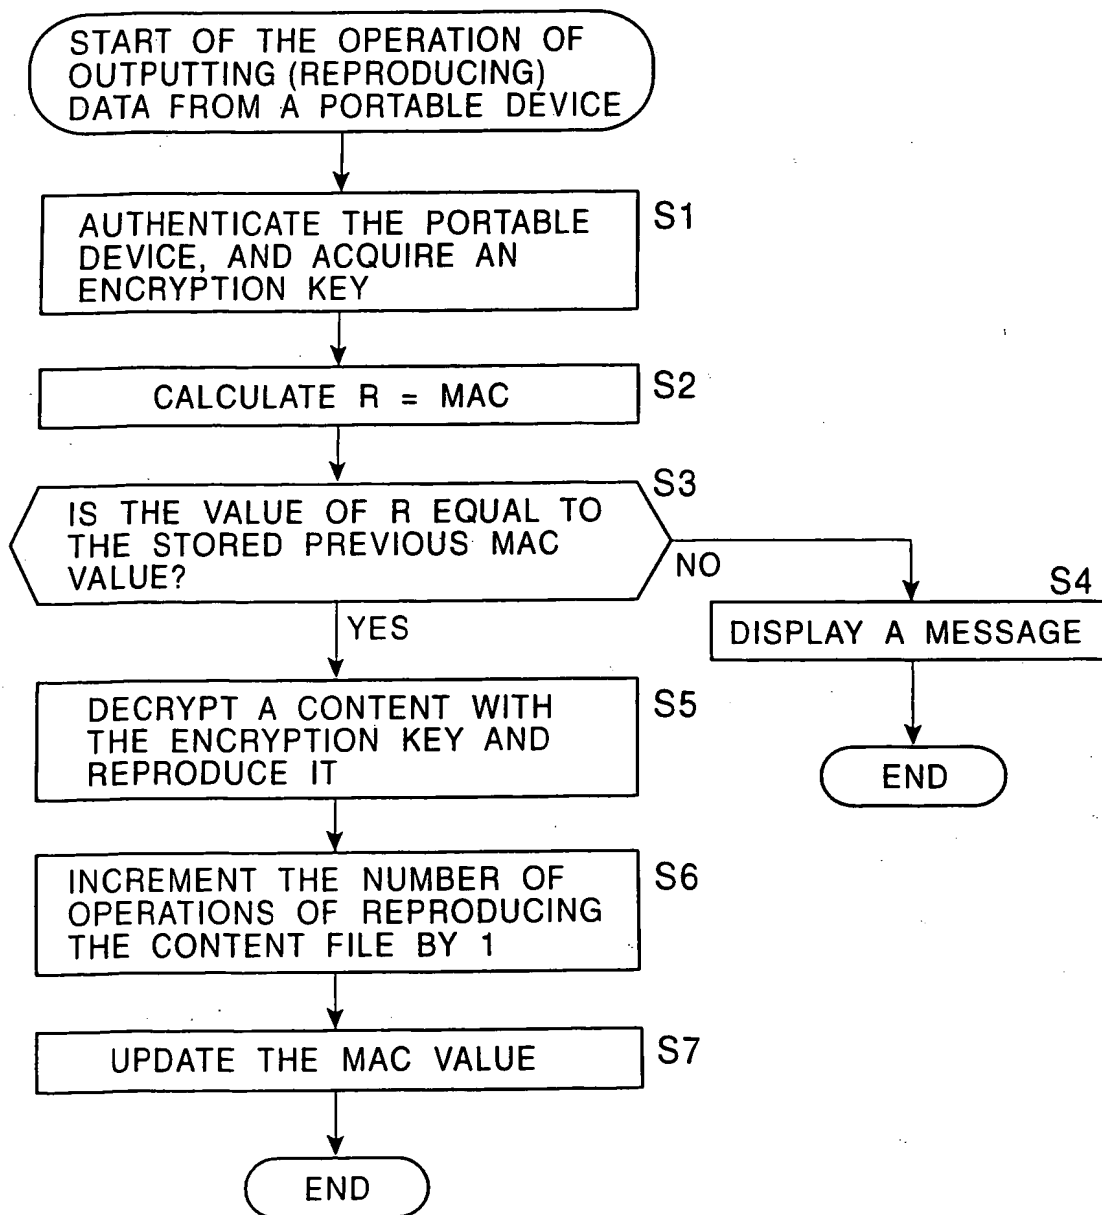 START OF THE OPERATION OF
OUTPUTTING (REPRODUCING)
DATA FROM A PORTABLE DEVICE
S1
AUTHENTICATE THE PORTABLE
DEVICE, AND ACQUIRE AN
ENCRYPTION KEY
S2
CALCULATE R = MAC
S3
IS THE VALUE OF R EQUAL TO
THE STORED PREVIOUS MAC
VALUE?
NO
S4
DISPLAY A MESSAGE
END
YES
S5
DECRYPT A CONTENT WITH
THE ENCRYPTION KEY AND
REPRODUCE IT
S6
INCREMENT THE NUMBER OF
OPERATIONS OF REPRODUCING
THE CONTENT FILE BY 1
S7
UPDATE THE MAC VALUE
END